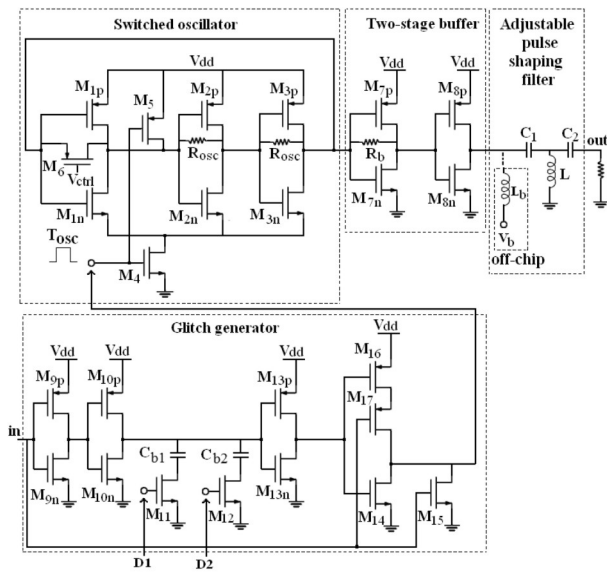 Switched oscillator
Two-stage buffer
Adjustable
pulse
shaping
filter
Vdd
Vdd
Vdd
M1p
M5
M2p
M3p
M7p
M8p
M6
Vctrl
Rosc
Rosc
Rb
C1
C2
out
L
Lb
Vb
off-chip
M1n
M2n
M3n
M7n
M8n
Tosc
M4
Glitch generator
Vdd
Vdd
Vdd
Vdd
M9p
M10p
M13p
M16
M17
in
Cb1
Cb2
M9n
M10n
M11
M12
M13n
M14
M15
D1
D2